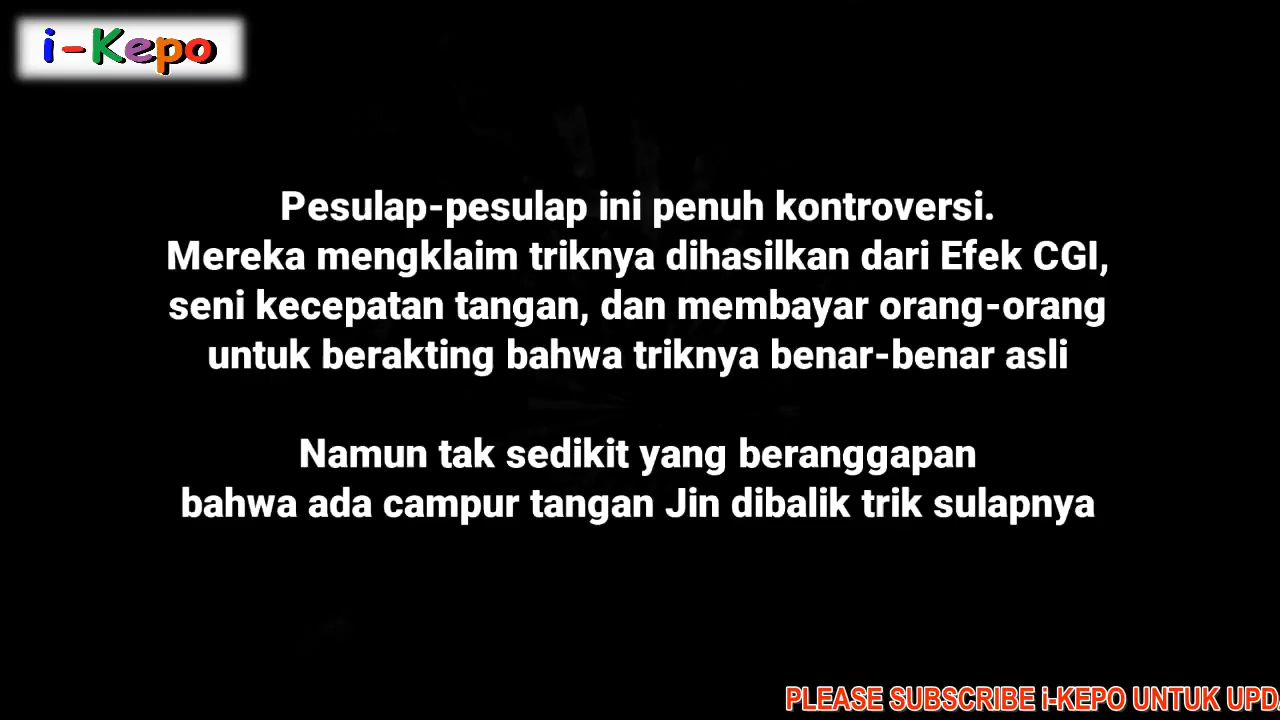 i-Kepo
Pesulap-pesulap ini penuh kontroversi.
Mereka mengklaim triknya dihasilkan dari Efek CGI,
seni kecepatan tangan, dan membayar orang-orang
untuk berakting bahwa triknya benar-benar asli
Namun tak sedikit yang beranggapan
bahwa ada campur tangan Jin dibalik trik sulapnya
PLEASE SUBSCRIBE i-KEPO UNTUK UPD